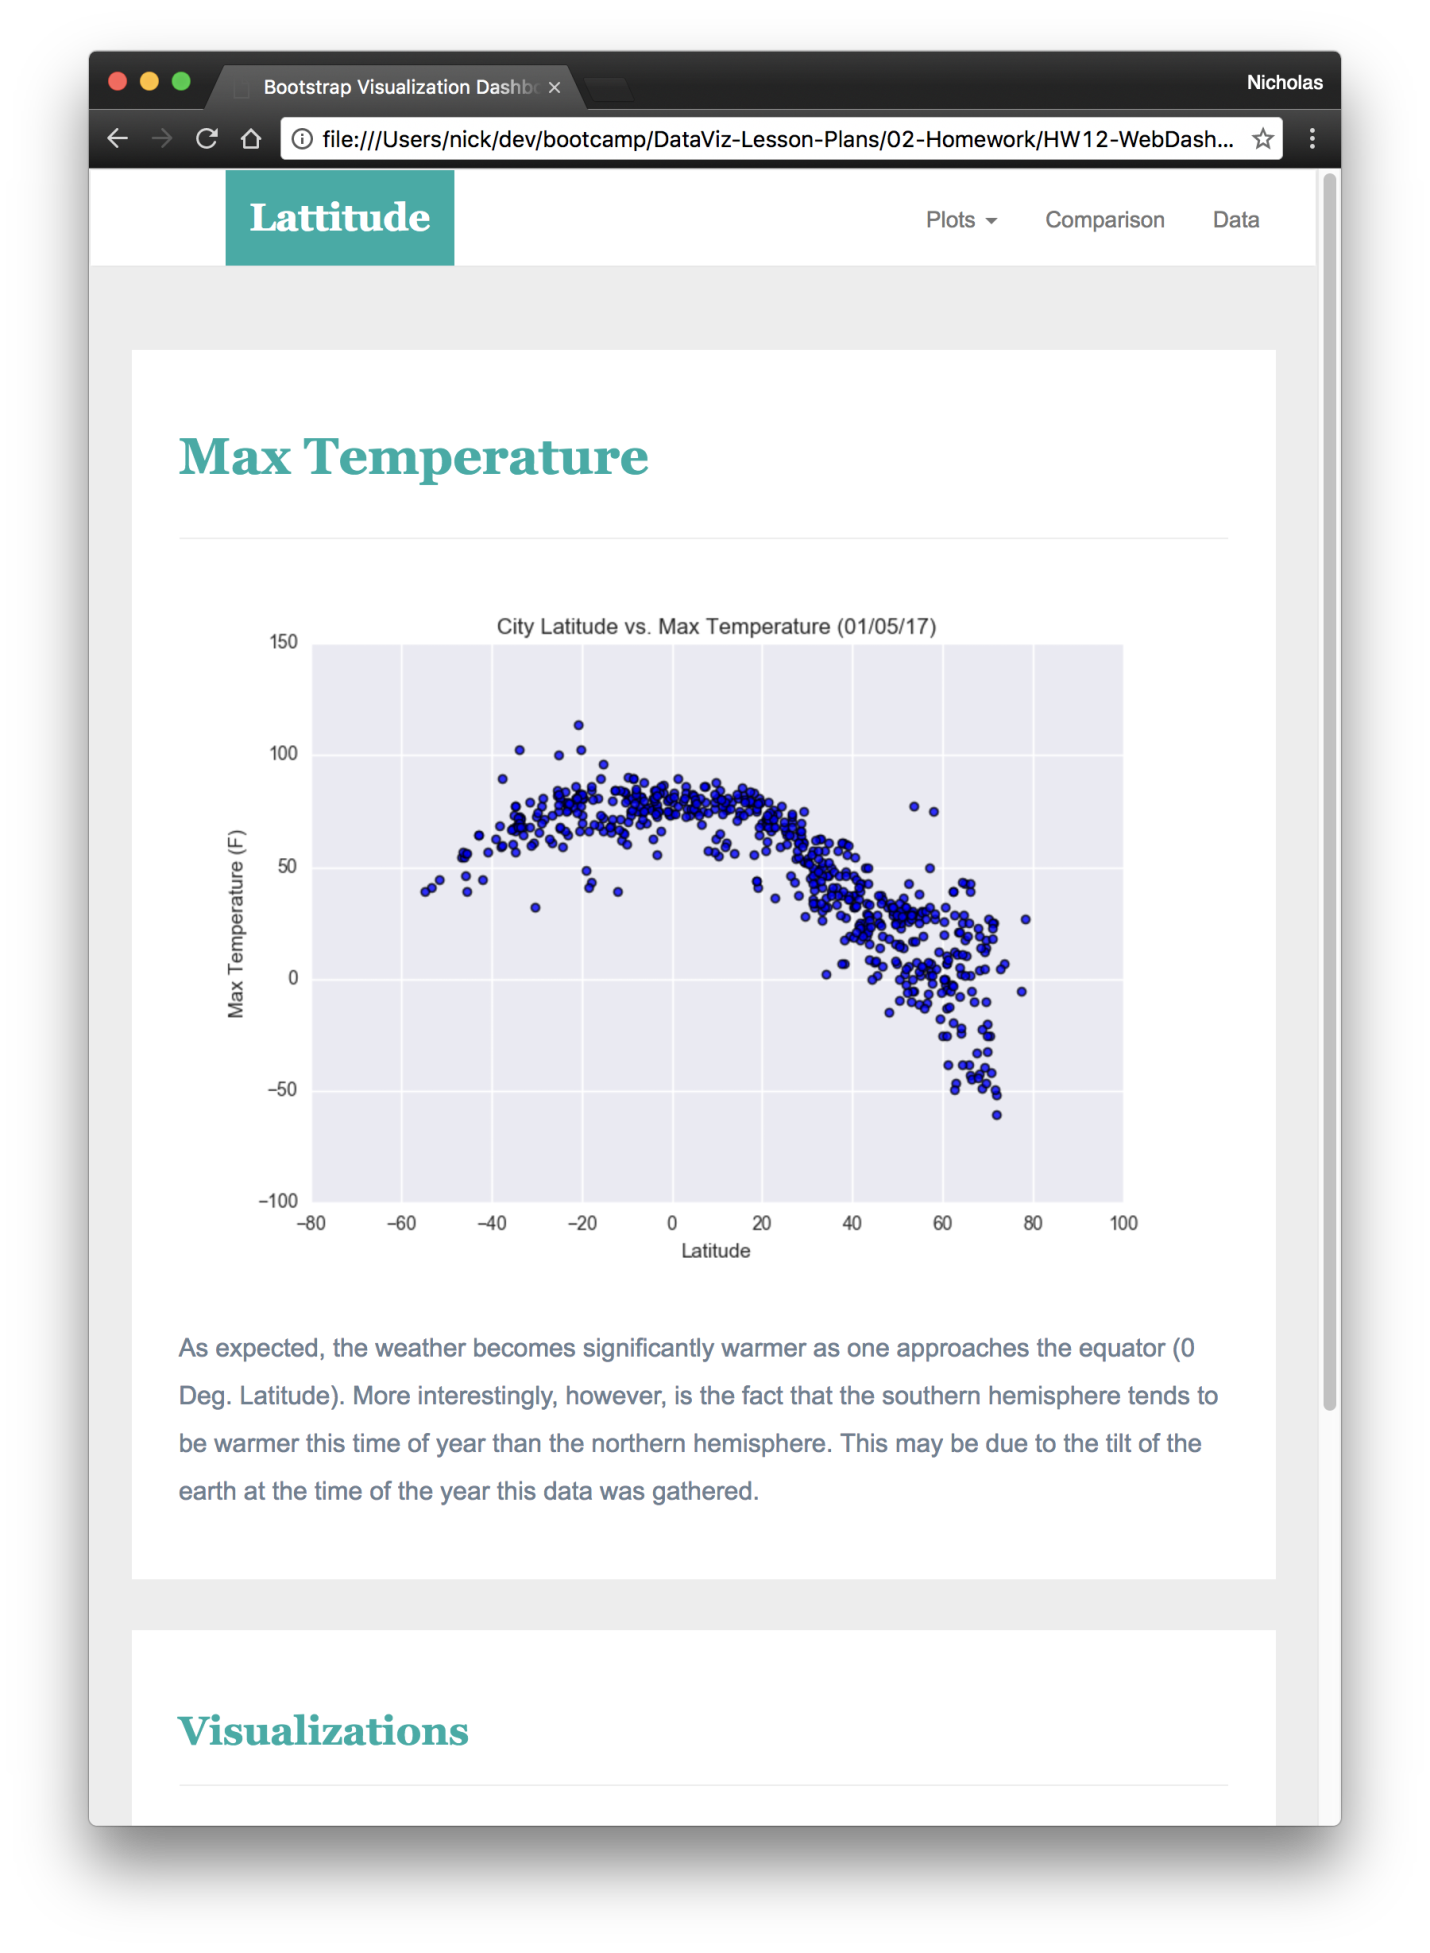 Bootstrap Visualization Dashbo
Nicholas
file:///Users/nick/dev/bootcamp/DataViz-Lesson-Plans/02-Homework/HW12-WebDash...
Lattitude
Plots Comparison Data
Max Temperature
City Latitude vs. Max Temperature (01/05/17)
150
100
50
0
−50
−100
Max Temperature (F)
−80 −60 −40 −20 0 20 40 60 80 100
Latitude
As expected, the weather becomes significantly warmer as one approaches the equator (0
Deg. Latitude). More interestingly, however, is the fact that the southern hemisphere tends to
be warmer this time of year than the northern hemisphere. This may be due to the tilt of the
earth at the time of the year this data was gathered.
Visualizations